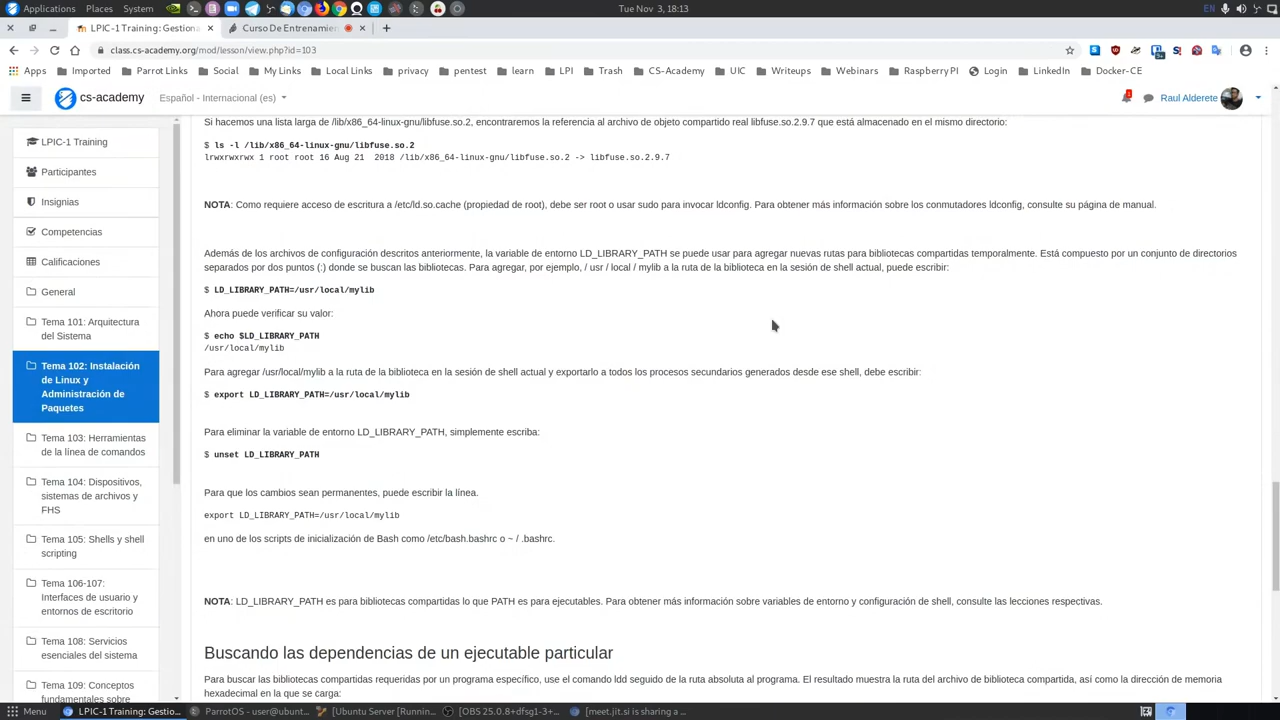 Applications Places System
Tue Nov 3, 18:13
EN
LPIC-1 Training: Gestiona
Curso De Entrenamien
class.cs-academy.org/mod/lesson/view.php?id=103
Apps Imported Parrot Links Social My Links Local Links privacy pentest learn LPI Trash CS-Academy UIC Writeups Webinars RaspberryPI Login LinkedIn Docker-CE
cs-academy
Español - Internacional (es)
Raul Alderete
LPIC-1 Training
Participantes
Insignias
Competencias
Calificaciones
General
Tema 101: Arquitectura
del Sistema
Tema 102: Instalación
de Linux y
Administración de
Paquetes
Tema 103: Herramientas
de la línea de comandos
Tema 104: Dispositivos,
sistemas de archivos y
FHS
Tema 105: Shells y shell
scripting
Tema 106-107:
Interfaces de usuario y
entornos de escritorio
Tema 108: Servicios
esenciales del sistema
Tema 109: Conceptos
fundamentales sobre
Si hacemos una lista larga de /lib/x86_64-linux-gnu/libfuse.so.2, encontraremos la referencia al archivo de objeto compartido real libfuse.so.2.9.7 que está almacenado en el mismo directorio:
$ ls -l /lib/x86_64-linux-gnu/libfuse.so.2
lrwxrwxrwx 1 root root 16 Aug 21 2018 /lib/x86_64-linux-gnu/libfuse.so.2 -> libfuse.so.2.9.7
NOTA: Como requiere acceso de escritura a /etc/ld.so.cache (propiedad de root), debe ser root o usar sudo para invocar ldconfig. Para obtener más información sobre los conmutadores ldconfig, consulte su página de manual.
Además de los archivos de configuración descritos anteriormente, la variable de entorno LD_LIBRARY_PATH se puede usar para agregar nuevas rutas para bibliotecas compartidas temporalmente. Está compuesto por un conjunto de directorios
separados por dos puntos (:) donde se buscan las bibliotecas. Para agregar, por ejemplo, / usr / local / mylib a la ruta de la biblioteca en la sesión de shell actual, puede escribir:
$ LD_LIBRARY_PATH=/usr/local/mylib
Ahora puede verificar su valor:
$ echo $LD_LIBRARY_PATH
/usr/local/mylib
Para agregar /usr/local/mylib a la ruta de la biblioteca en la sesión de shell actual y exportarlo a todos los procesos secundarios generados desde ese shell, debe escribir:
$ export LD_LIBRARY_PATH=/usr/local/mylib
Para eliminar la variable de entorno LD_LIBRARY_PATH, simplemente escriba:
$ unset LD_LIBRARY_PATH
Para que los cambios sean permanentes, puede escribir la línea.
export LD_LIBRARY_PATH=/usr/local/mylib
en uno de los scripts de inicialización de Bash como /etc/bash.bashrc o ~ / .bashrc.
NOTA: LD_LIBRARY_PATH es para bibliotecas compartidas lo que PATH es para ejecutables. Para obtener más información sobre variables de entorno y configuración de shell, consulte las lecciones respectivas.
Buscando las dependencias de un ejecutable particular
Para buscar las bibliotecas compartidas requeridas por un programa específico, use el comando ldd seguido de la ruta absoluta al programa. El resultado muestra la ruta del archivo de biblioteca compartida, así como la dirección de memoria
hexadecimal en la que se carga:
Menu
LPIC-1 Training: Gestio...
ParrotOS - user@ubunt...
[Ubuntu Server [Runnin...
[OBS 25.0.8+dfsg1-3+...
[meet.jit.si is sharing a ...